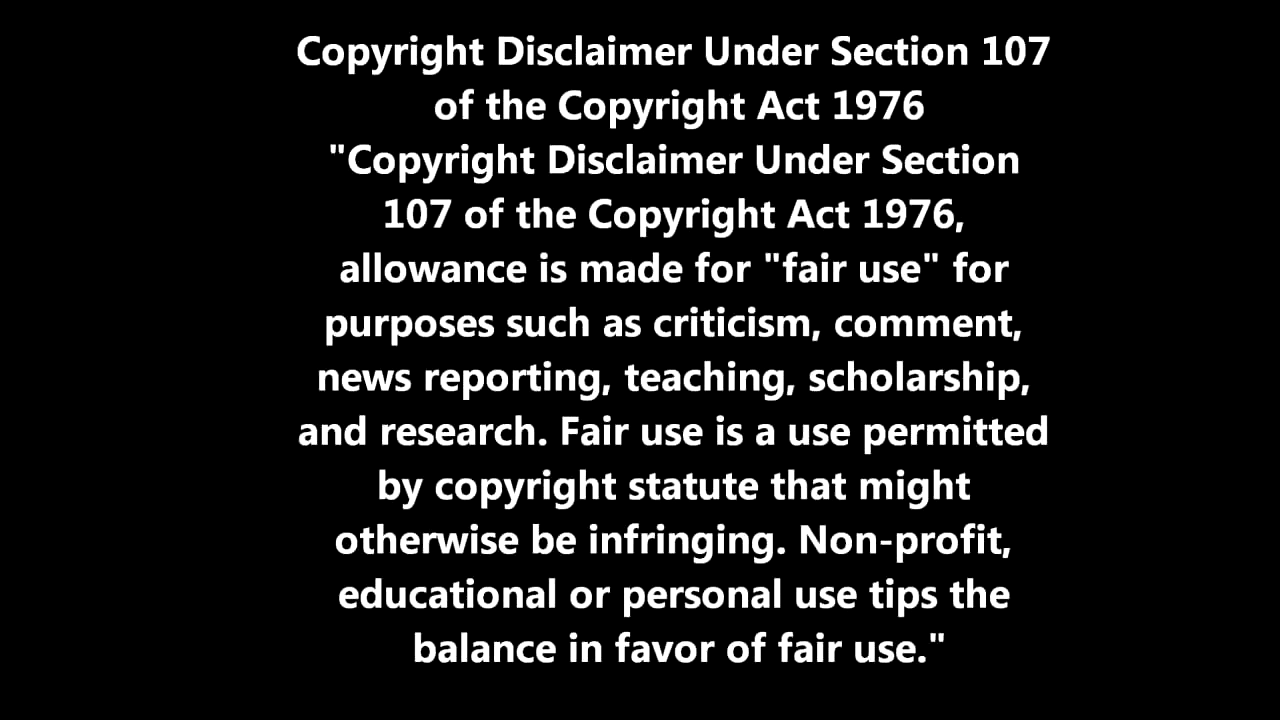 Copyright Disclaimer Under Section 107
of the Copyright Act 1976
"Copyright Disclaimer Under Section
107 of the Copyright Act 1976,
allowance is made for "fair use" for
purposes such as criticism, comment,
news reporting, teaching, scholarship,
and research. Fair use is a use permitted
by copyright statute that might
otherwise be infringing. Non-profit,
educational or personal use tips the
balance in favor of fair use."